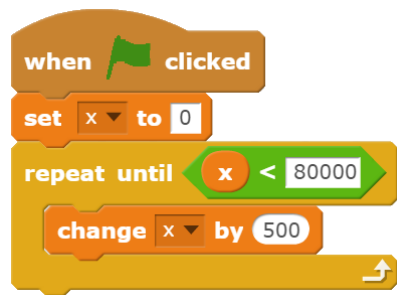 when clicked
set x to 0
repeat until x < 80000
change x by 500